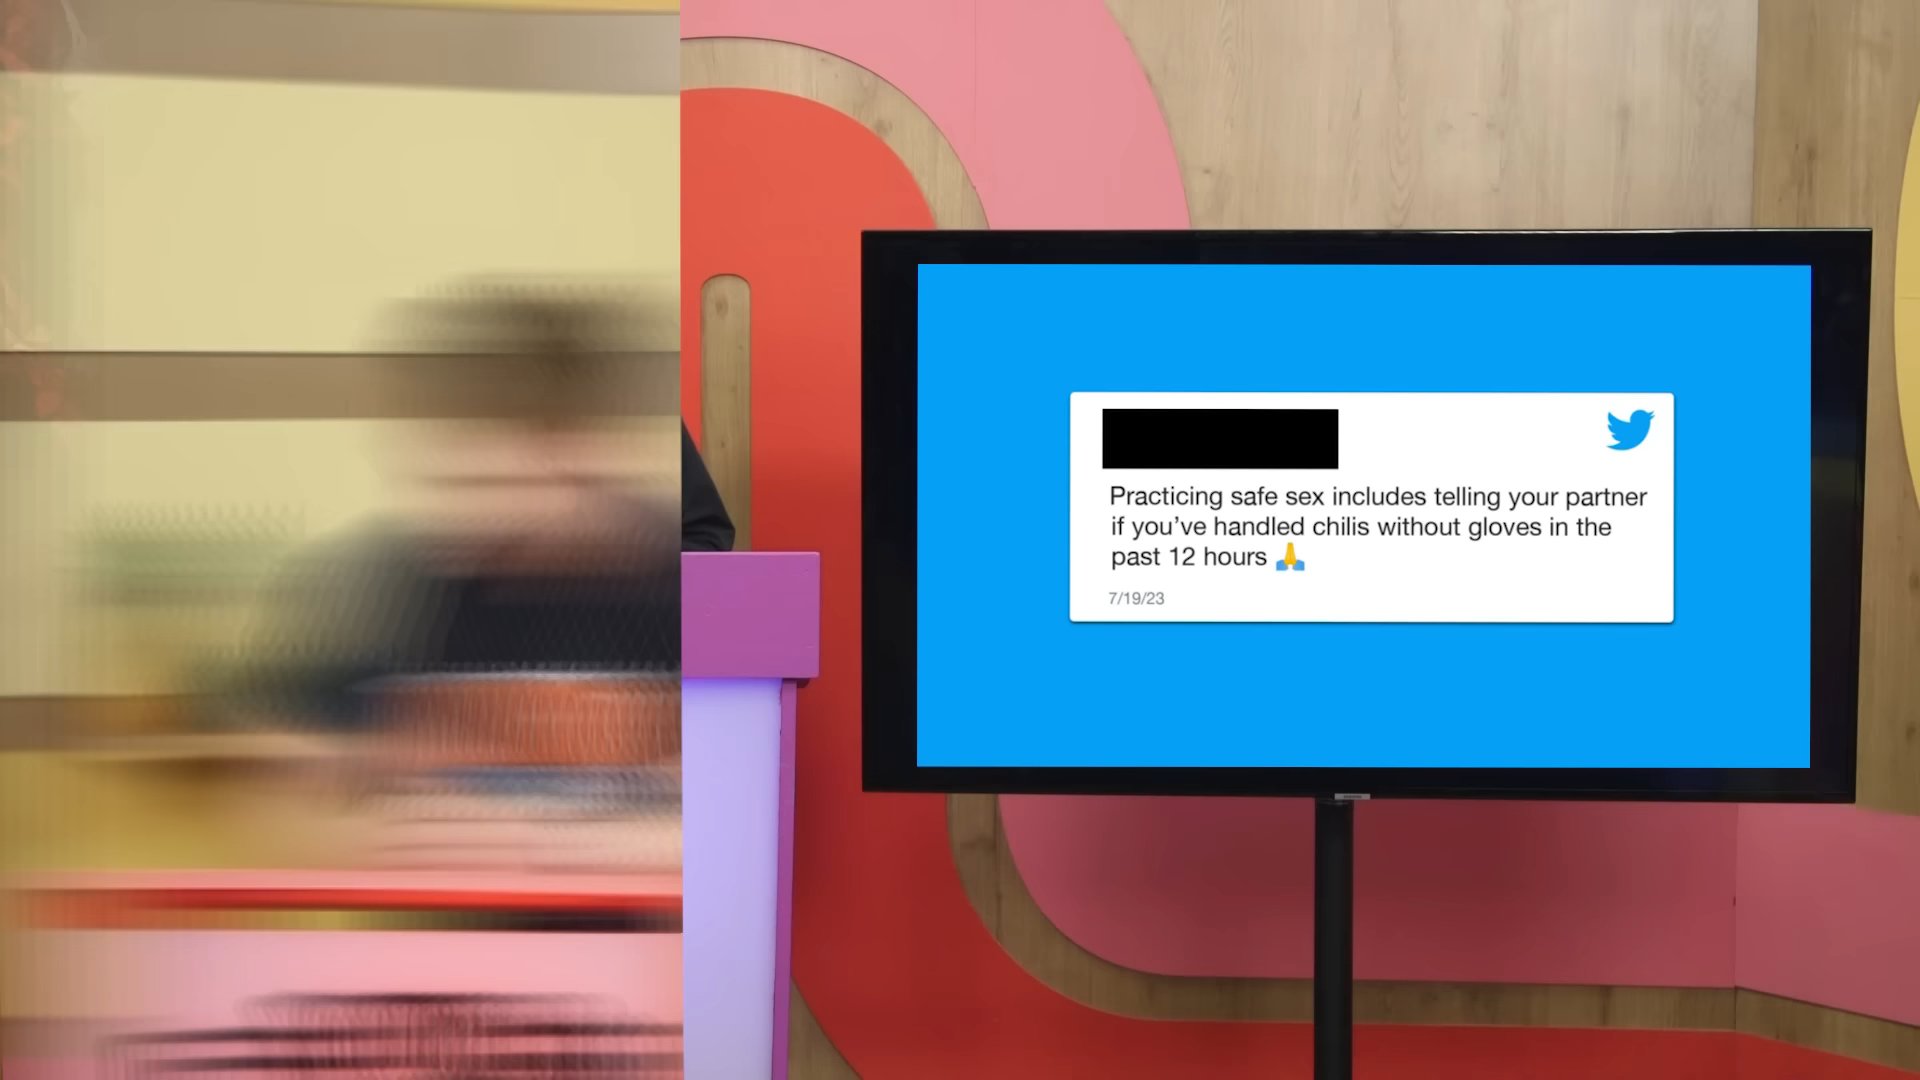 Practicing safe sex includes telling your partner
if you’ve handled chilis without gloves in the
past 12 hours 🙏
7/19/23